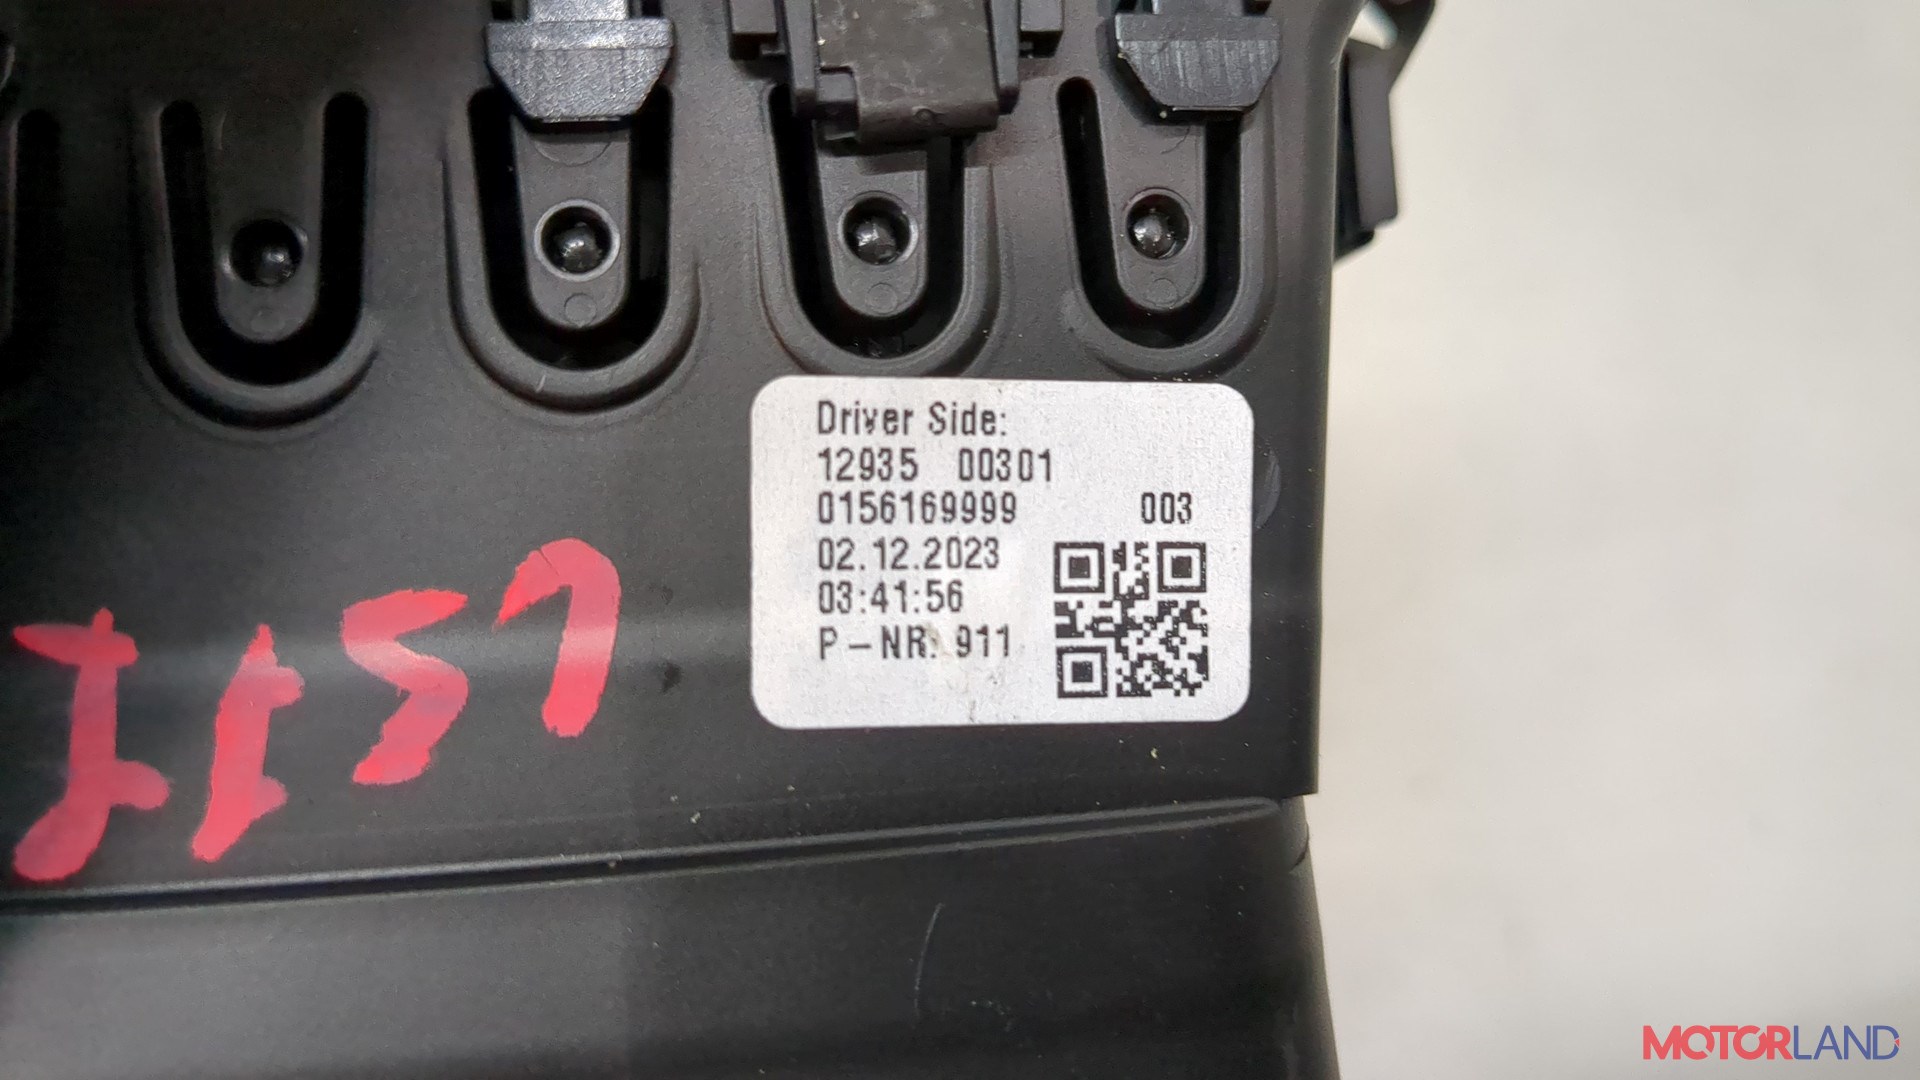 Driver Side:
12935 00301
0156169999 003
02.12.2023
03:41:56
P-NR: 911
MOTORLAND